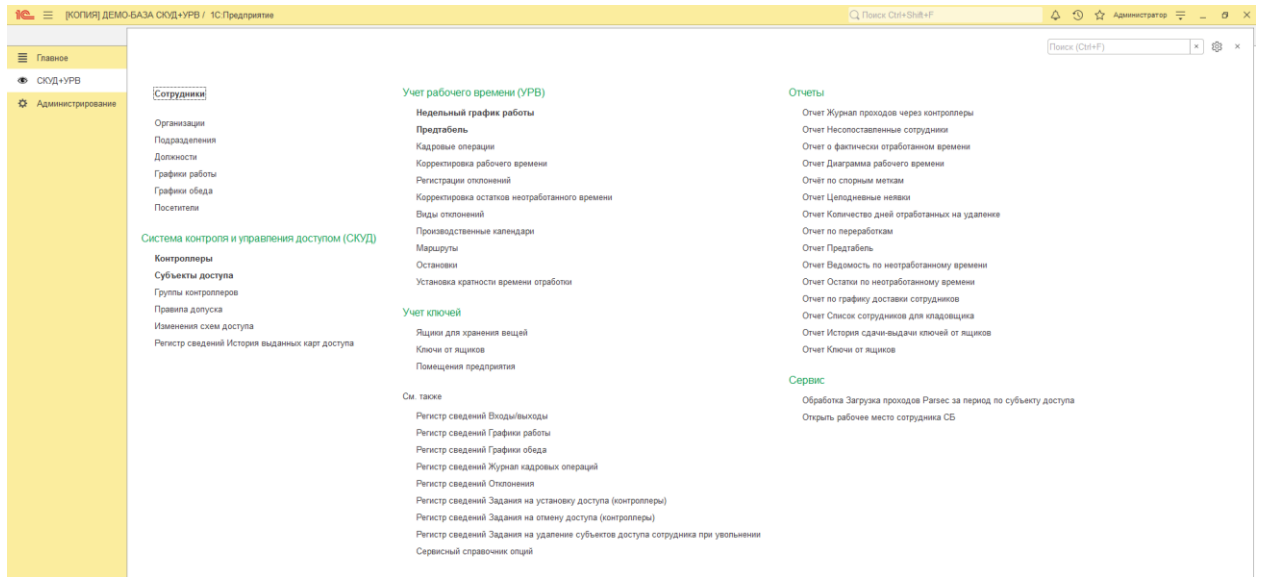 1С [КОПИЯ] ДЕМО-БАЗА СКУД+УРВ / 1С:Предприятие
Поиск Ctrl+Shift+F
Администратор
Поиск (Ctrl+F)
Главное
СКУД+УРВ
Администрирование
Сотрудники
Организации
Подразделения
Должности
Графики работы
Графики обеда
Посетители
Система контроля и управления доступом (СКУД)
Контроллеры
Субъекты доступа
Группы контроллеров
Правила допуска
Изменения схем доступа
Регистр сведений История выданных карт доступа
Учет рабочего времени (УРВ)
Недельный график работы
Предтабель
Кадровые операции
Корректировка рабочего времени
Регистрации отклонений
Корректировка остатков неотработанного времени
Виды отклонений
Производственные календари
Маршруты
Остановки
Установка кратности времени отработки
Учет ключей
Ящики для хранения вещей
Ключи от ящиков
Помещения предприятия
См. также
Регистр сведений Входы/выходы
Регистр сведений Графики работы
Регистр сведений Графики обеда
Регистр сведений Журнал кадровых операций
Регистр сведений Отклонения
Регистр сведений Задания на установку доступа (контроллеры)
Регистр сведений Задания на отмену доступа (контроллеры)
Регистр сведений Задания на удаление субъектов доступа сотрудника при увольнении
Сервисный справочник опций
Отчеты
Отчет Журнал проходов через контроллеры
Отчет Несопоставленные сотрудники
Отчет о фактически отработанном времени
Отчет Диаграмма рабочего времени
Отчёт по спорным меткам
Отчет Целодневные неявки
Отчет Количество дней отработанных на удаленке
Отчет по переработкам
Отчет Предтабель
Отчет Ведомость по неотработанному времени
Отчет Остатки по неотработанному времени
Отчет по графику доставки сотрудников
Отчет Список сотрудников для кладовщика
Отчет История сдачи-выдачи ключей от ящиков
Отчет Ключи от ящиков
Сервис
Обработка Загрузка проходов Parsec за период по субъекту доступа
Открыть рабочее место сотрудника СБ